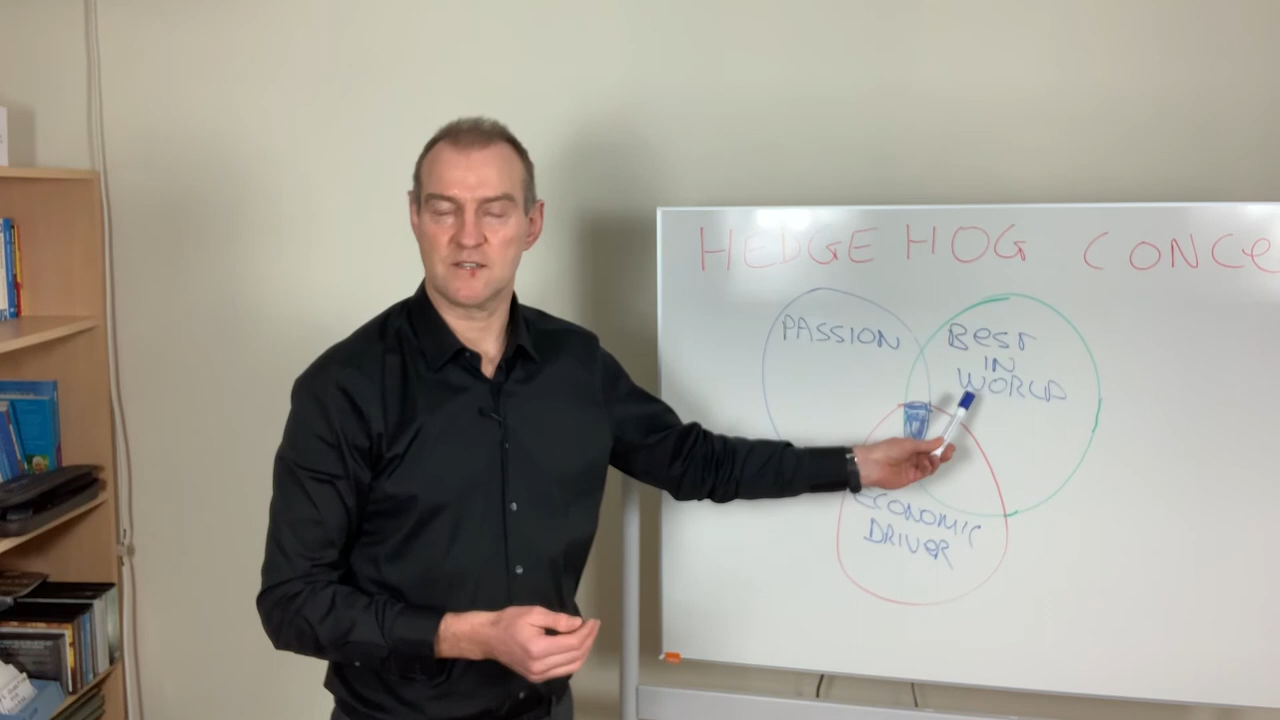 HEDGEHOG CONCE
PASSION
BEST
IN
WORLD
ECONOMIC
DRIVER